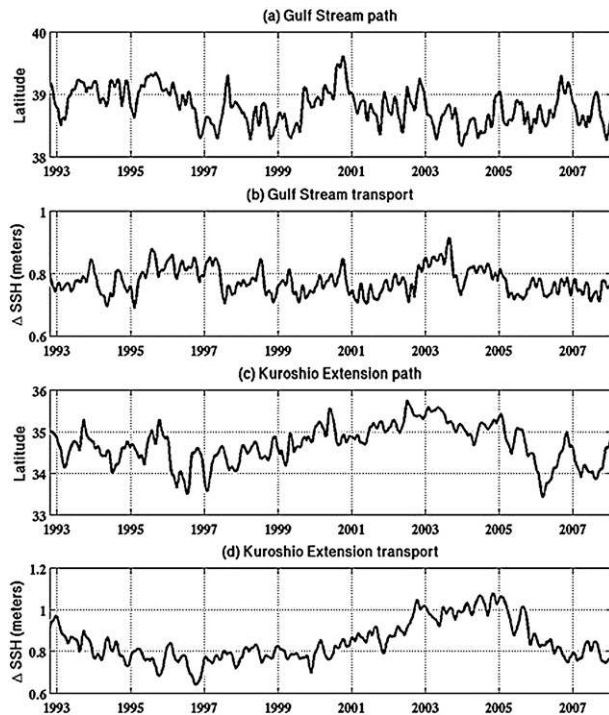 (a) Gulf Stream path
40
39
38
Latitude
1993 1995 1997 1999 2001 2003 2005 2007
(b) Gulf Stream transport
1
0.8
0.6
Δ SSH (meters)
1993 1995 1997 1999 2001 2003 2005 2007
(c) Kuroshio Extension path
36
35
34
33
Latitude
1993 1995 1997 1999 2001 2003 2005 2007
(d) Kuroshio Extension transport
1.2
1
0.8
0.6
Δ SSH (meters)
1993 1995 1997 1999 2001 2003 2005 2007